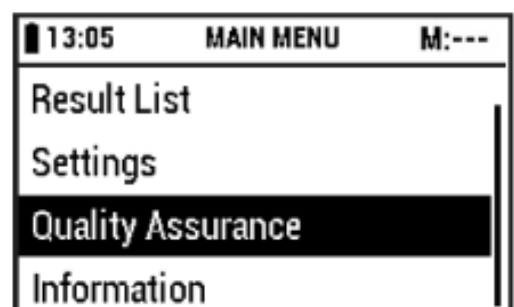 13:05 MAIN MENU M:---
Result List
Settings
Quality Assurance
Information